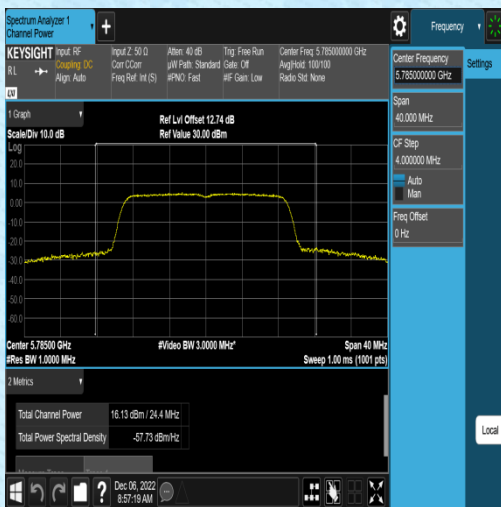 Spectrum Analyzer 1
Channel Power
+
Frequency
KEYSIGHT
Input: RF
Coupling: DC
Align: Auto
Input Z: 50 Ω
Corr CCorr
Freq Ref: Int (S)
Atten: 40 dB
µW Path: Standard
#PNO: Fast
Trig: Free Run
Gate: Off
#IF Gain: Low
Center Freq: 5.785000000 GHz
Avg|Hold: 100/100
Radio Std: None
RL
LXI
Center Frequency
5.785000000 GHz
Settings
Span
40.000 MHz
CF Step
4.000000 MHz
Auto
Man
Freq Offset
0 Hz
Local
1 Graph
Scale/Div 10.0 dB
Ref Lvl Offset 12.74 dB
Ref Value 30.00 dBm
Log
20.0
10.0
0.00
-10.0
-20.0
-30.0
-40.0
-50.0
-60.0
Center 5.78500 GHz
#Video BW 3.0000 MHz*
Span 40 MHz
#Res BW 1.0000 MHz
Sweep 1.00 ms (1001 pts)
2 Metrics
Total Channel Power 16.13 dBm / 24.4 MHz
Total Power Spectral Density -57.73 dBm/Hz
?
Dec 06, 2022
8:57:19 AM